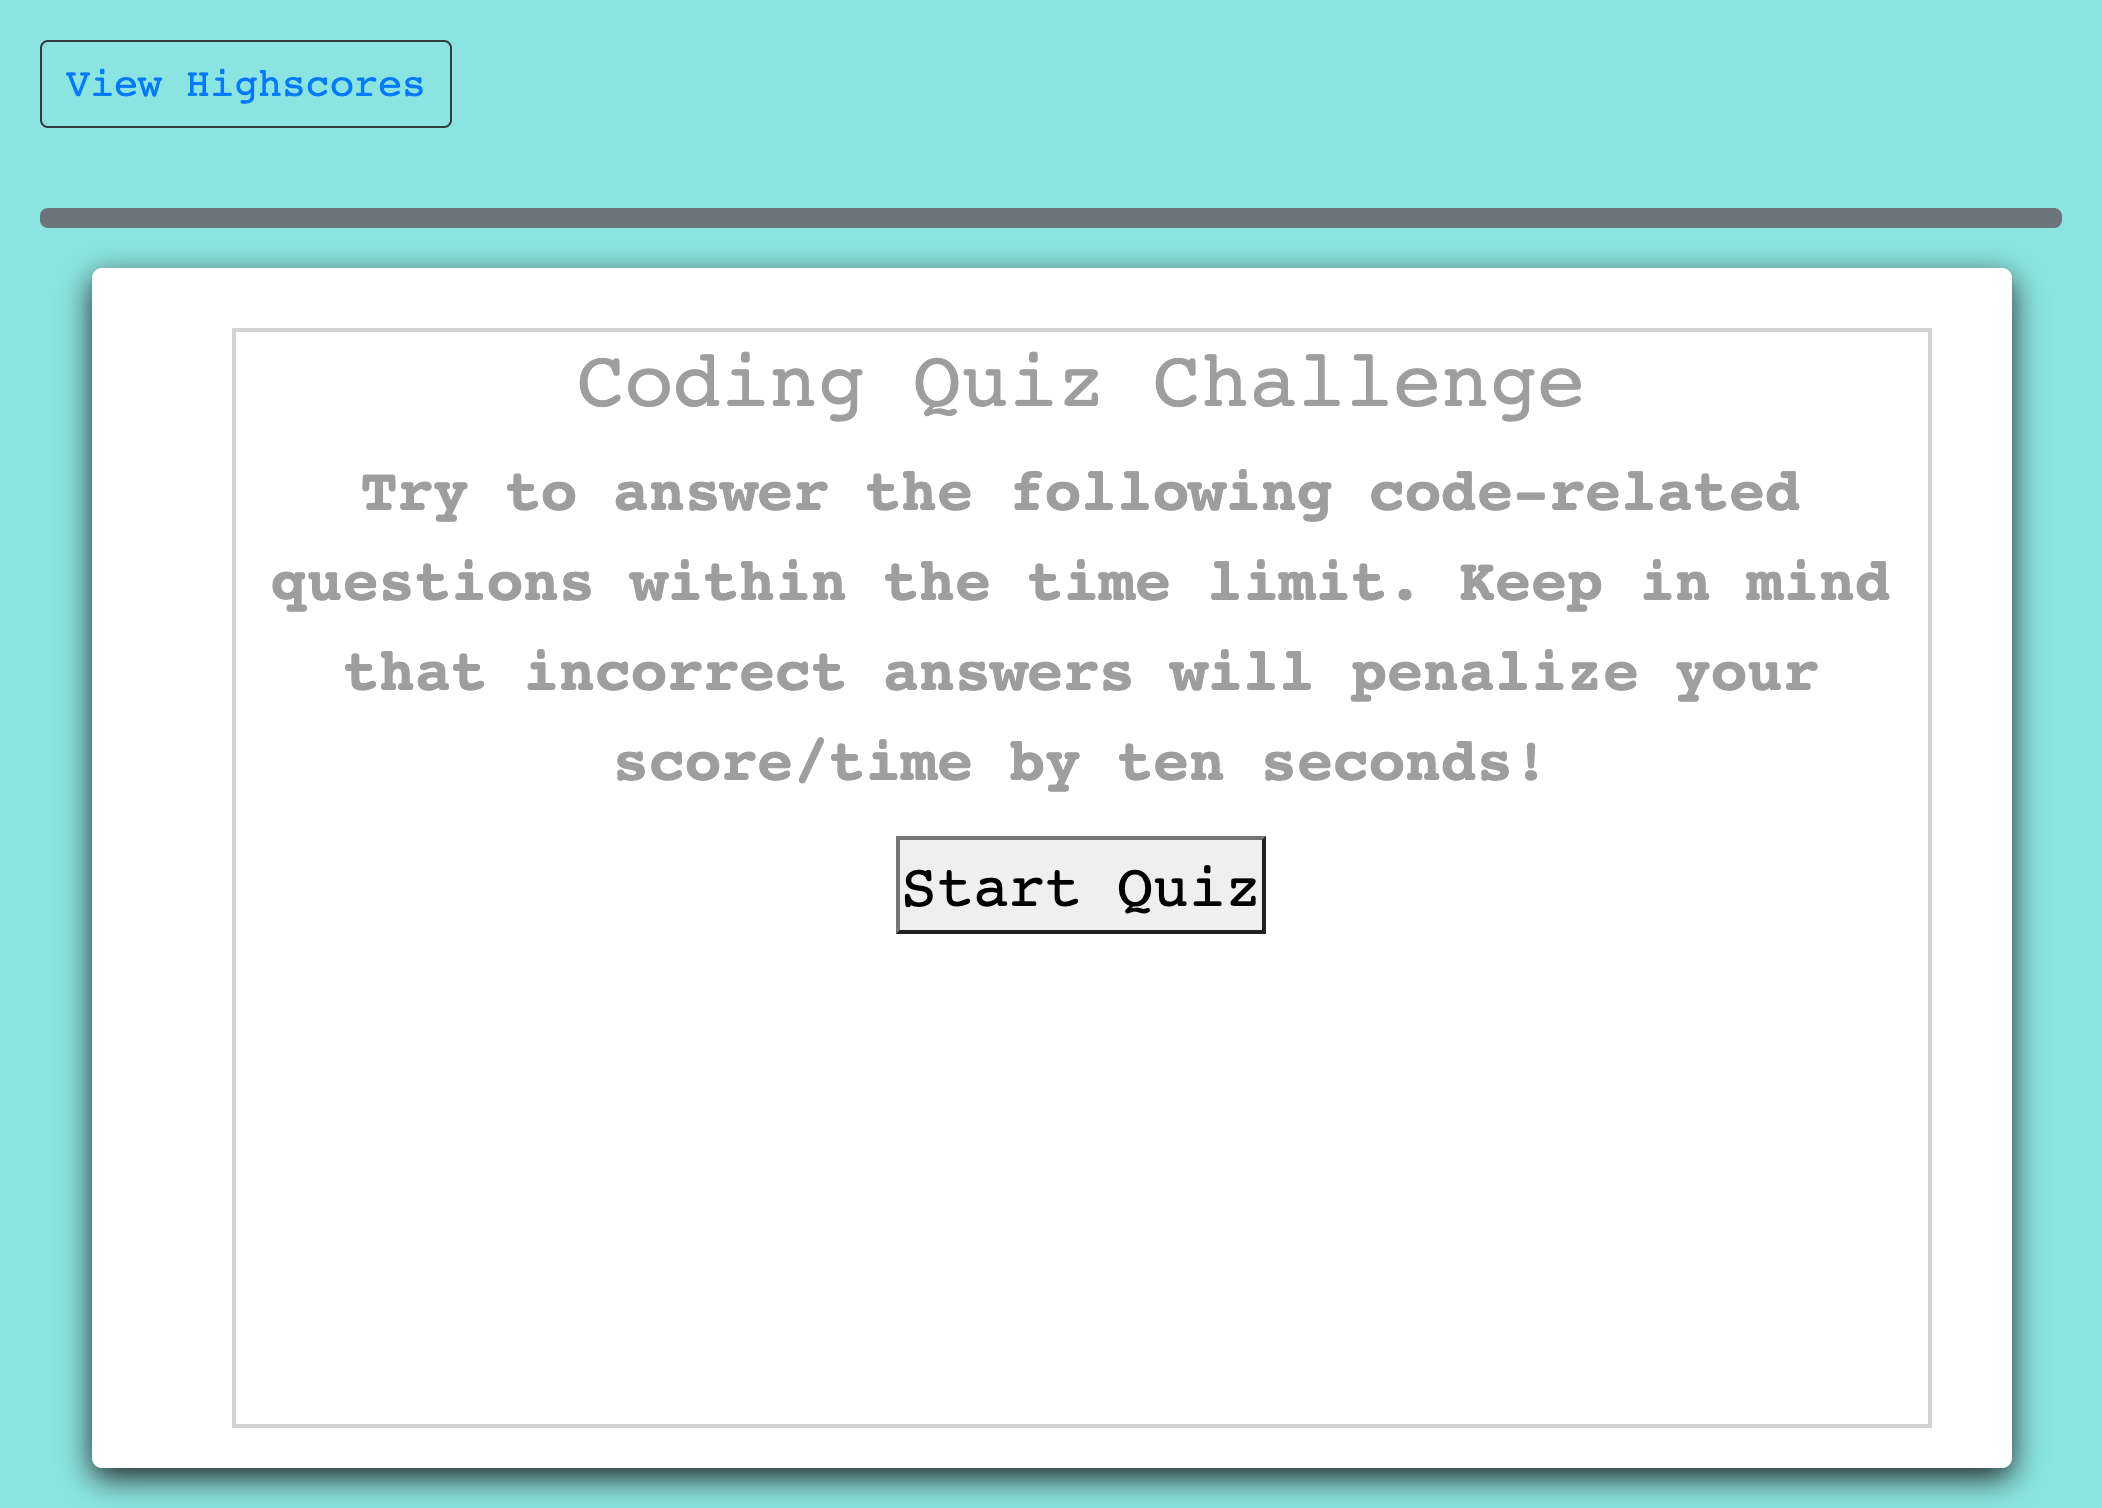 View Highscores
Coding Quiz Challenge
Try to answer the following code-related
questions within the time limit. Keep in mind
that incorrect answers will penalize your
score/time by ten seconds!
Start Quiz